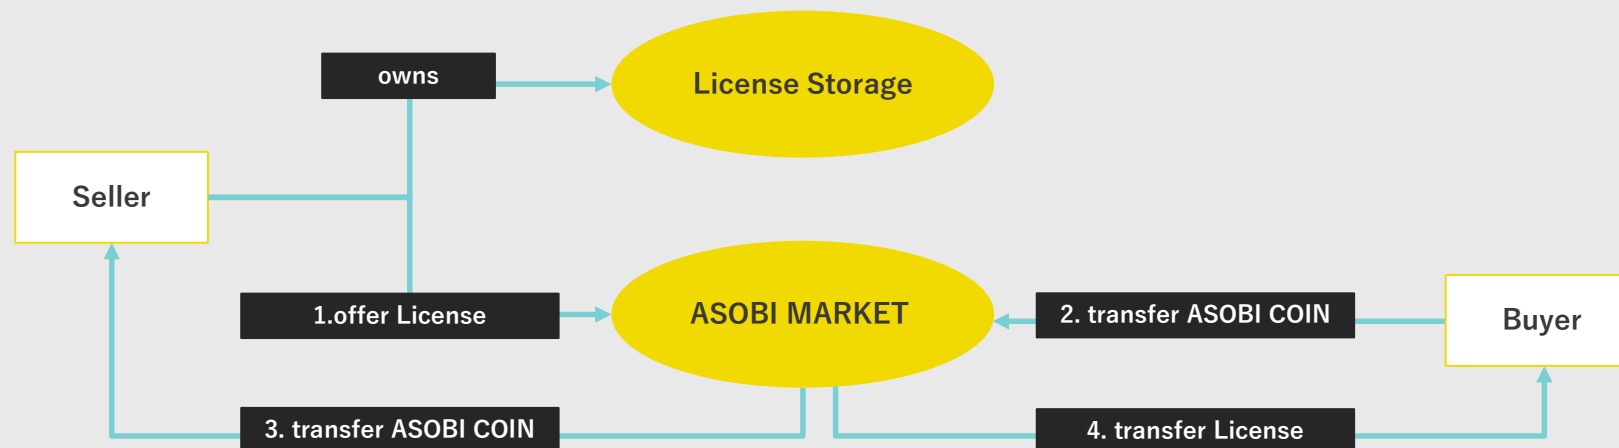 owns
License Storage
Seller
1.offer License
ASOBI MARKET
2. transfer ASOBI COIN
Buyer
3. transfer ASOBI COIN
4. transfer License